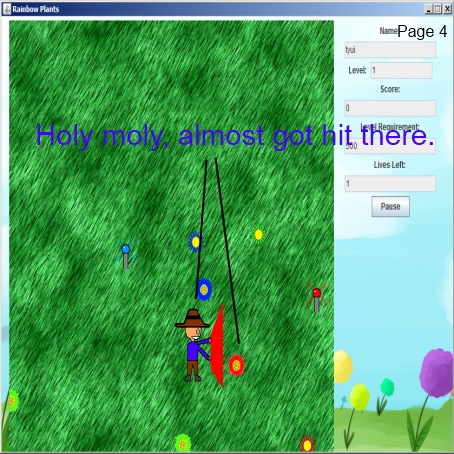 Rainbow Plants
Page 4
Name
tyui
Level: 1
Score:
0
Holy moly, almost got hit there.
Level Requirement:
Lives Left:
1
Pause